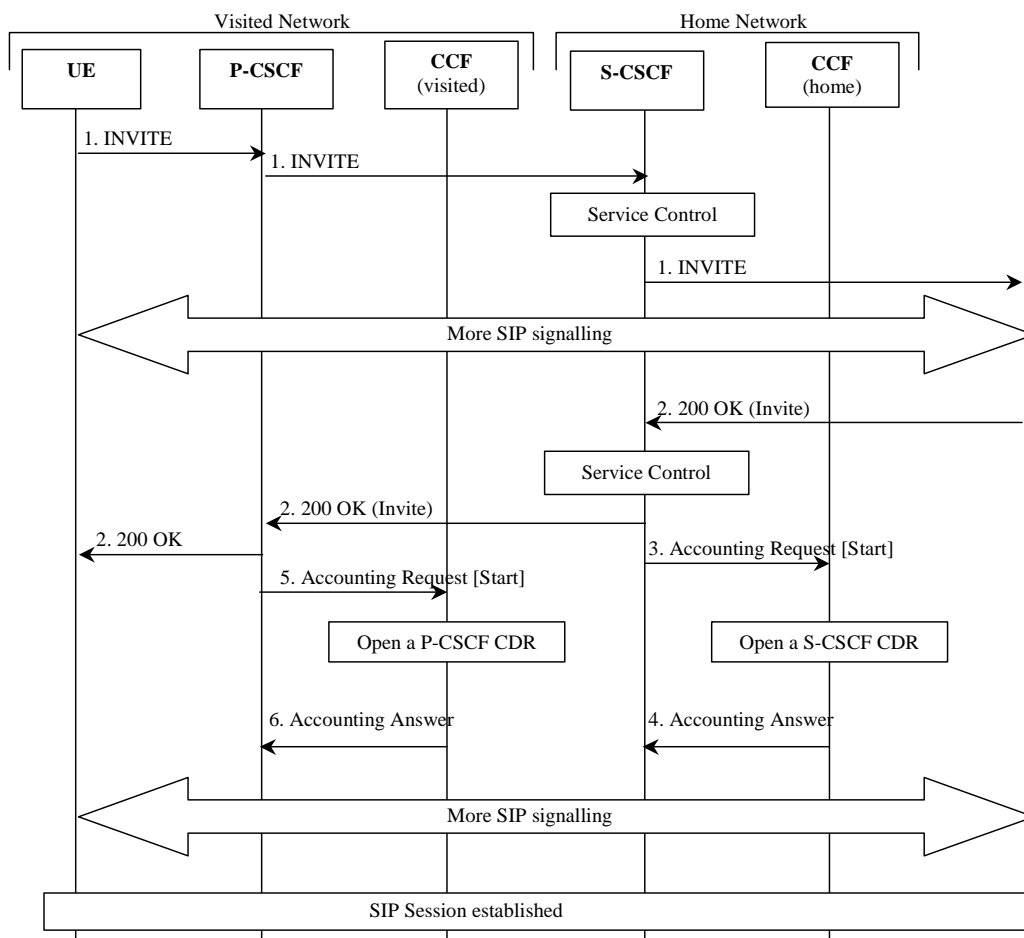 Visited Network
Home Network
UE
P-CSCF
CCF
(visited)
S-CSCF
CCF
(home)
1. INVITE
1. INVITE
Service Control
1. INVITE
More SIP signalling
2. 200 OK (Invite)
Service Control
2. 200 OK (Invite)
2. 200 OK
3. Accounting Request [Start]
5. Accounting Request [Start]
Open a P-CSCF CDR
Open a S-CSCF CDR
6. Accounting Answer
4. Accounting Answer
More SIP signalling
SIP Session established